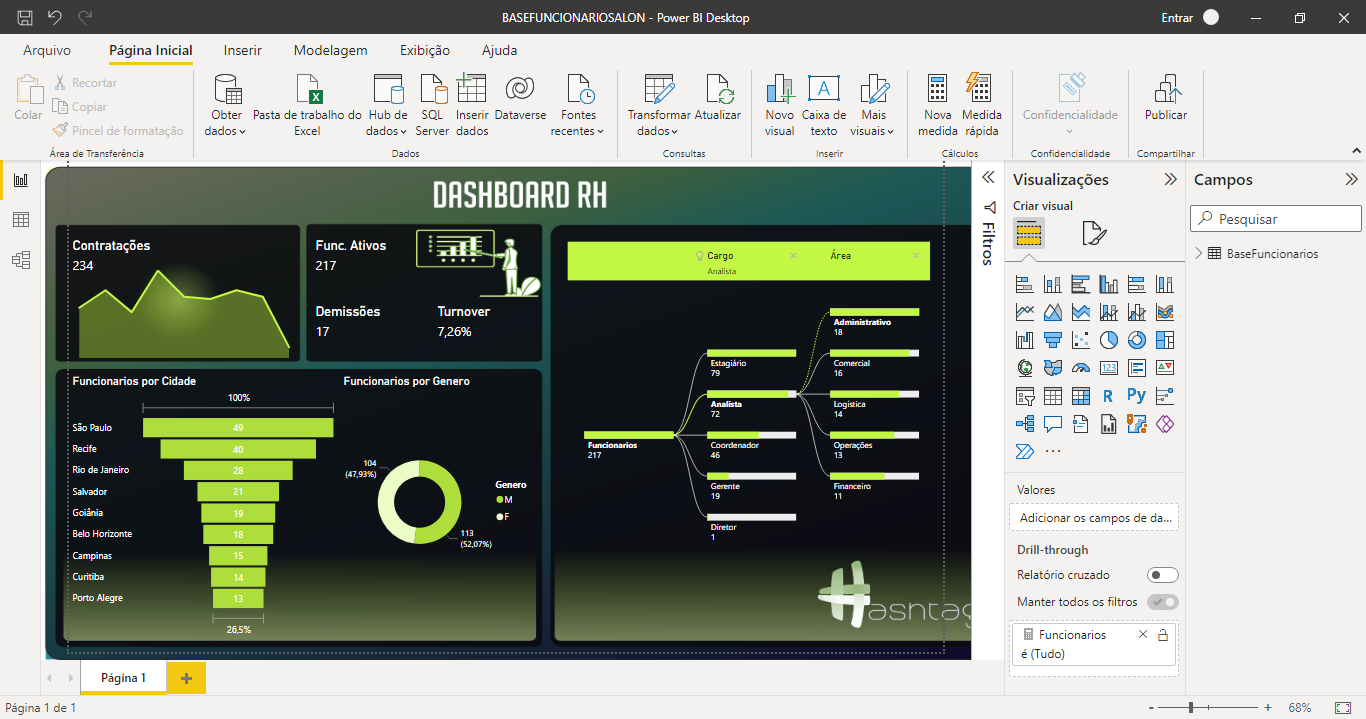 BASEFUNCIONARIOSALON - Power BI Desktop
Entrar
Arquivo
Página Inicial
Inserir
Modelagem
Exibição
Ajuda
Colar
Recortar
Copiar
Pincel de formatação
Área de Transferência
Obter
dados
Pasta de trabalho do
Excel
Hub de
dados
SQL
Server
Inserir
dados
Dataverse
Fontes
recentes
Dados
Transformar
dados
Atualizar
Consultas
Novo
visual
Caixa de
texto
Mais
visuais
Inserir
Nova
medida
Medida
rápida
Cálculos
Confidencialidade
Confidencialidade
Publicar
Compartilhar
DASHBOARD RH
Contratações
234
Func. Ativos
217
Demissões
17
Turnover
7,26%
Funcionarios por Cidade
100%
São Paulo 49
Recife 40
Rio de Janeiro 28
Salvador 21
Goiânia 19
Belo Horizonte 18
Campinas 15
Curitiba 14
Porto Alegre 13
26,5%
Funcionarios por Genero
104
(47,93%)
113
(52,07%)
Genero
M
F
Cargo
Analista
Área
Funcionarios
217
Estagiário
79
Analista
72
Coordenador
46
Gerente
19
Diretor
1
Administrativo
18
Comercial
16
Logística
14
Operações
13
Financeiro
11
ashtag
Filtros
Visualizações
Criar visual
123
R
Py
Valores
Adicionar os campos de da...
Drill-through
Relatório cruzado
Manter todos os filtros
Funcionarios
é (Tudo)
Campos
Pesquisar
BaseFuncionarios
Página 1
Página 1 de 1
68%